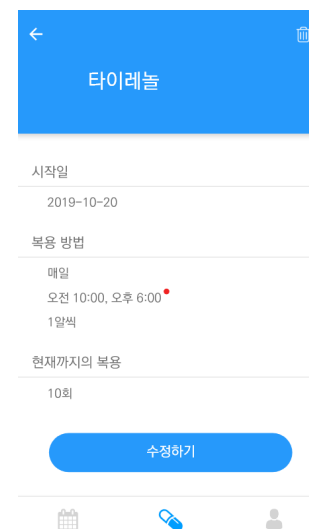 타이레놀
시작일
2019-10-20
복용 방법
매일
오전 10:00, 오후 6:00
1알씩
현재까지의 복용
10회
수정하기